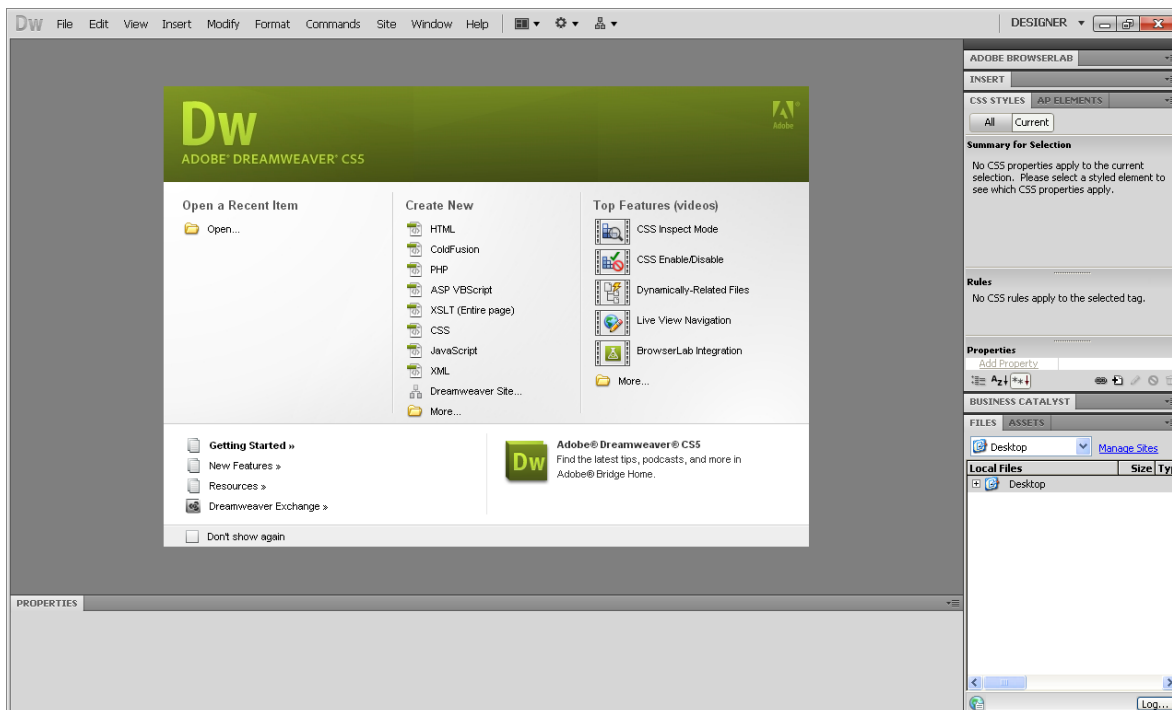 Dw File Edit View Insert Modify Format Commands Site Window Help
DESIGNER
ADOBE BROWSERLAB
INSERT
CSS STYLES AP ELEMENTS
All Current
Summary for Selection
No CSS properties apply to the current
selection. Please select a styled element to
see which CSS properties apply.
Rules
No CSS rules apply to the selected tag.
Properties
Add Property
BUSINESS CATALYST
FILES ASSETS
Desktop Manage Sites
Local Files Size Typ
Desktop
Log...
Dw
ADOBE® DREAMWEAVER® CS5
Adobe
Open a Recent Item
Open...
Create New
HTML
ColdFusion
PHP
ASP VBScript
XSLT (Entire page)
CSS
JavaScript
XML
Dreamweaver Site...
More...
Top Features (videos)
CSS Inspect Mode
CSS Enable/Disable
Dynamically-Related Files
Live View Navigation
BrowserLab Integration
More...
Getting Started »
New Features »
Resources »
Dreamweaver Exchange »
Dw
Adobe® Dreamweaver® CS5
Find the latest tips, podcasts, and more in
Adobe® Bridge Home.
Don't show again
PROPERTIES